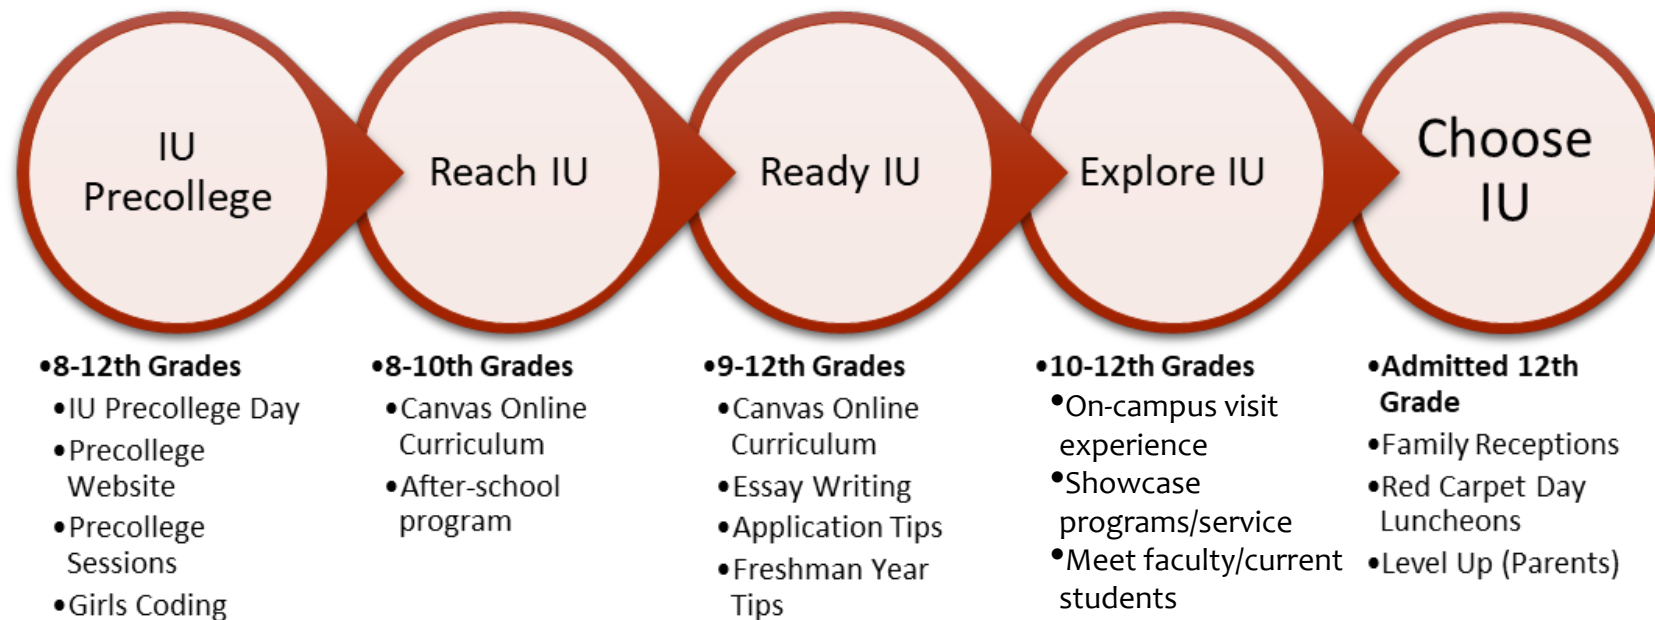 IU
Precollege
Reach IU
Ready IU
Explore IU
Choose
IU
•8-12th Grades
•IU Precollege Day
•Precollege
Website
•Precollege
Sessions
•Girls Coding
•8-10th Grades
•Canvas Online
Curriculum
•After-school
program
•9-12th Grades
•Canvas Online
Curriculum
•Essay Writing
•Application Tips
•Freshman Year
Tips
•10-12th Grades
•On-campus visit
experience
•Showcase
programs/service
•Meet faculty/current
students
•Admitted 12th
Grade
•Family Receptions
•Red Carpet Day
Luncheons
•Level Up (Parents)